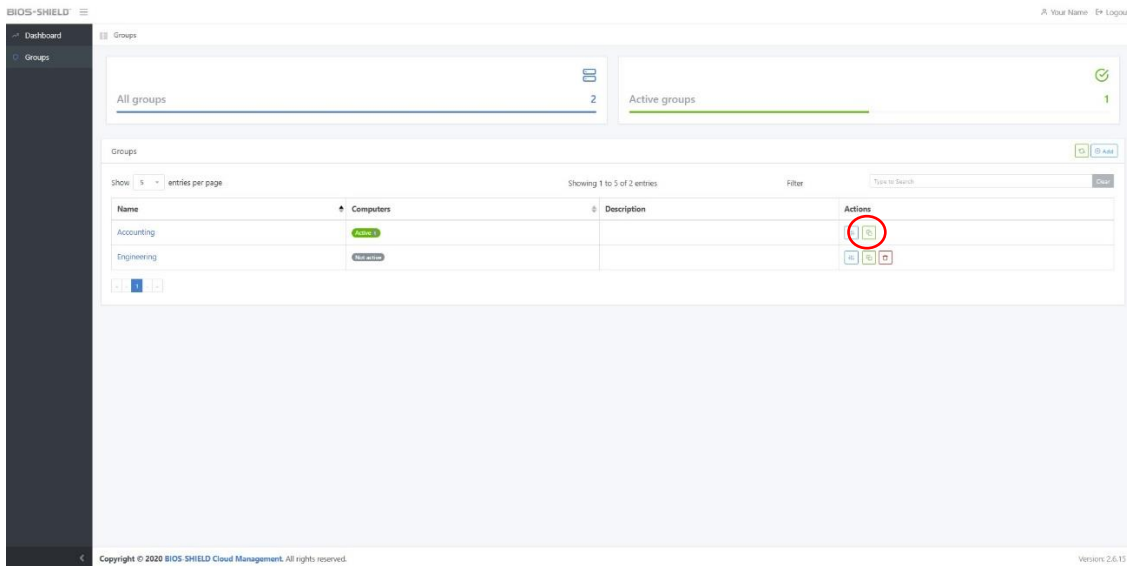 BIOS-SHIELD
Your Name Logou
Dashboard
Groups
Groups
All groups 2
Active groups 1
Groups
Add
Show 5 entries per page Showing 1 to 5 of 2 entries Filter Type to Search Clear
Name Computers Description Actions
Accounting Active
Engineering Not active
1
Copyright © 2020 BIOS-SHIELD Cloud Management. All rights reserved. Version: 2.6.15